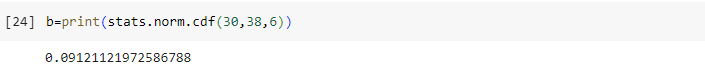 [24] b=print(stats.norm.cdf(30,38,6))
0.09121121972586788